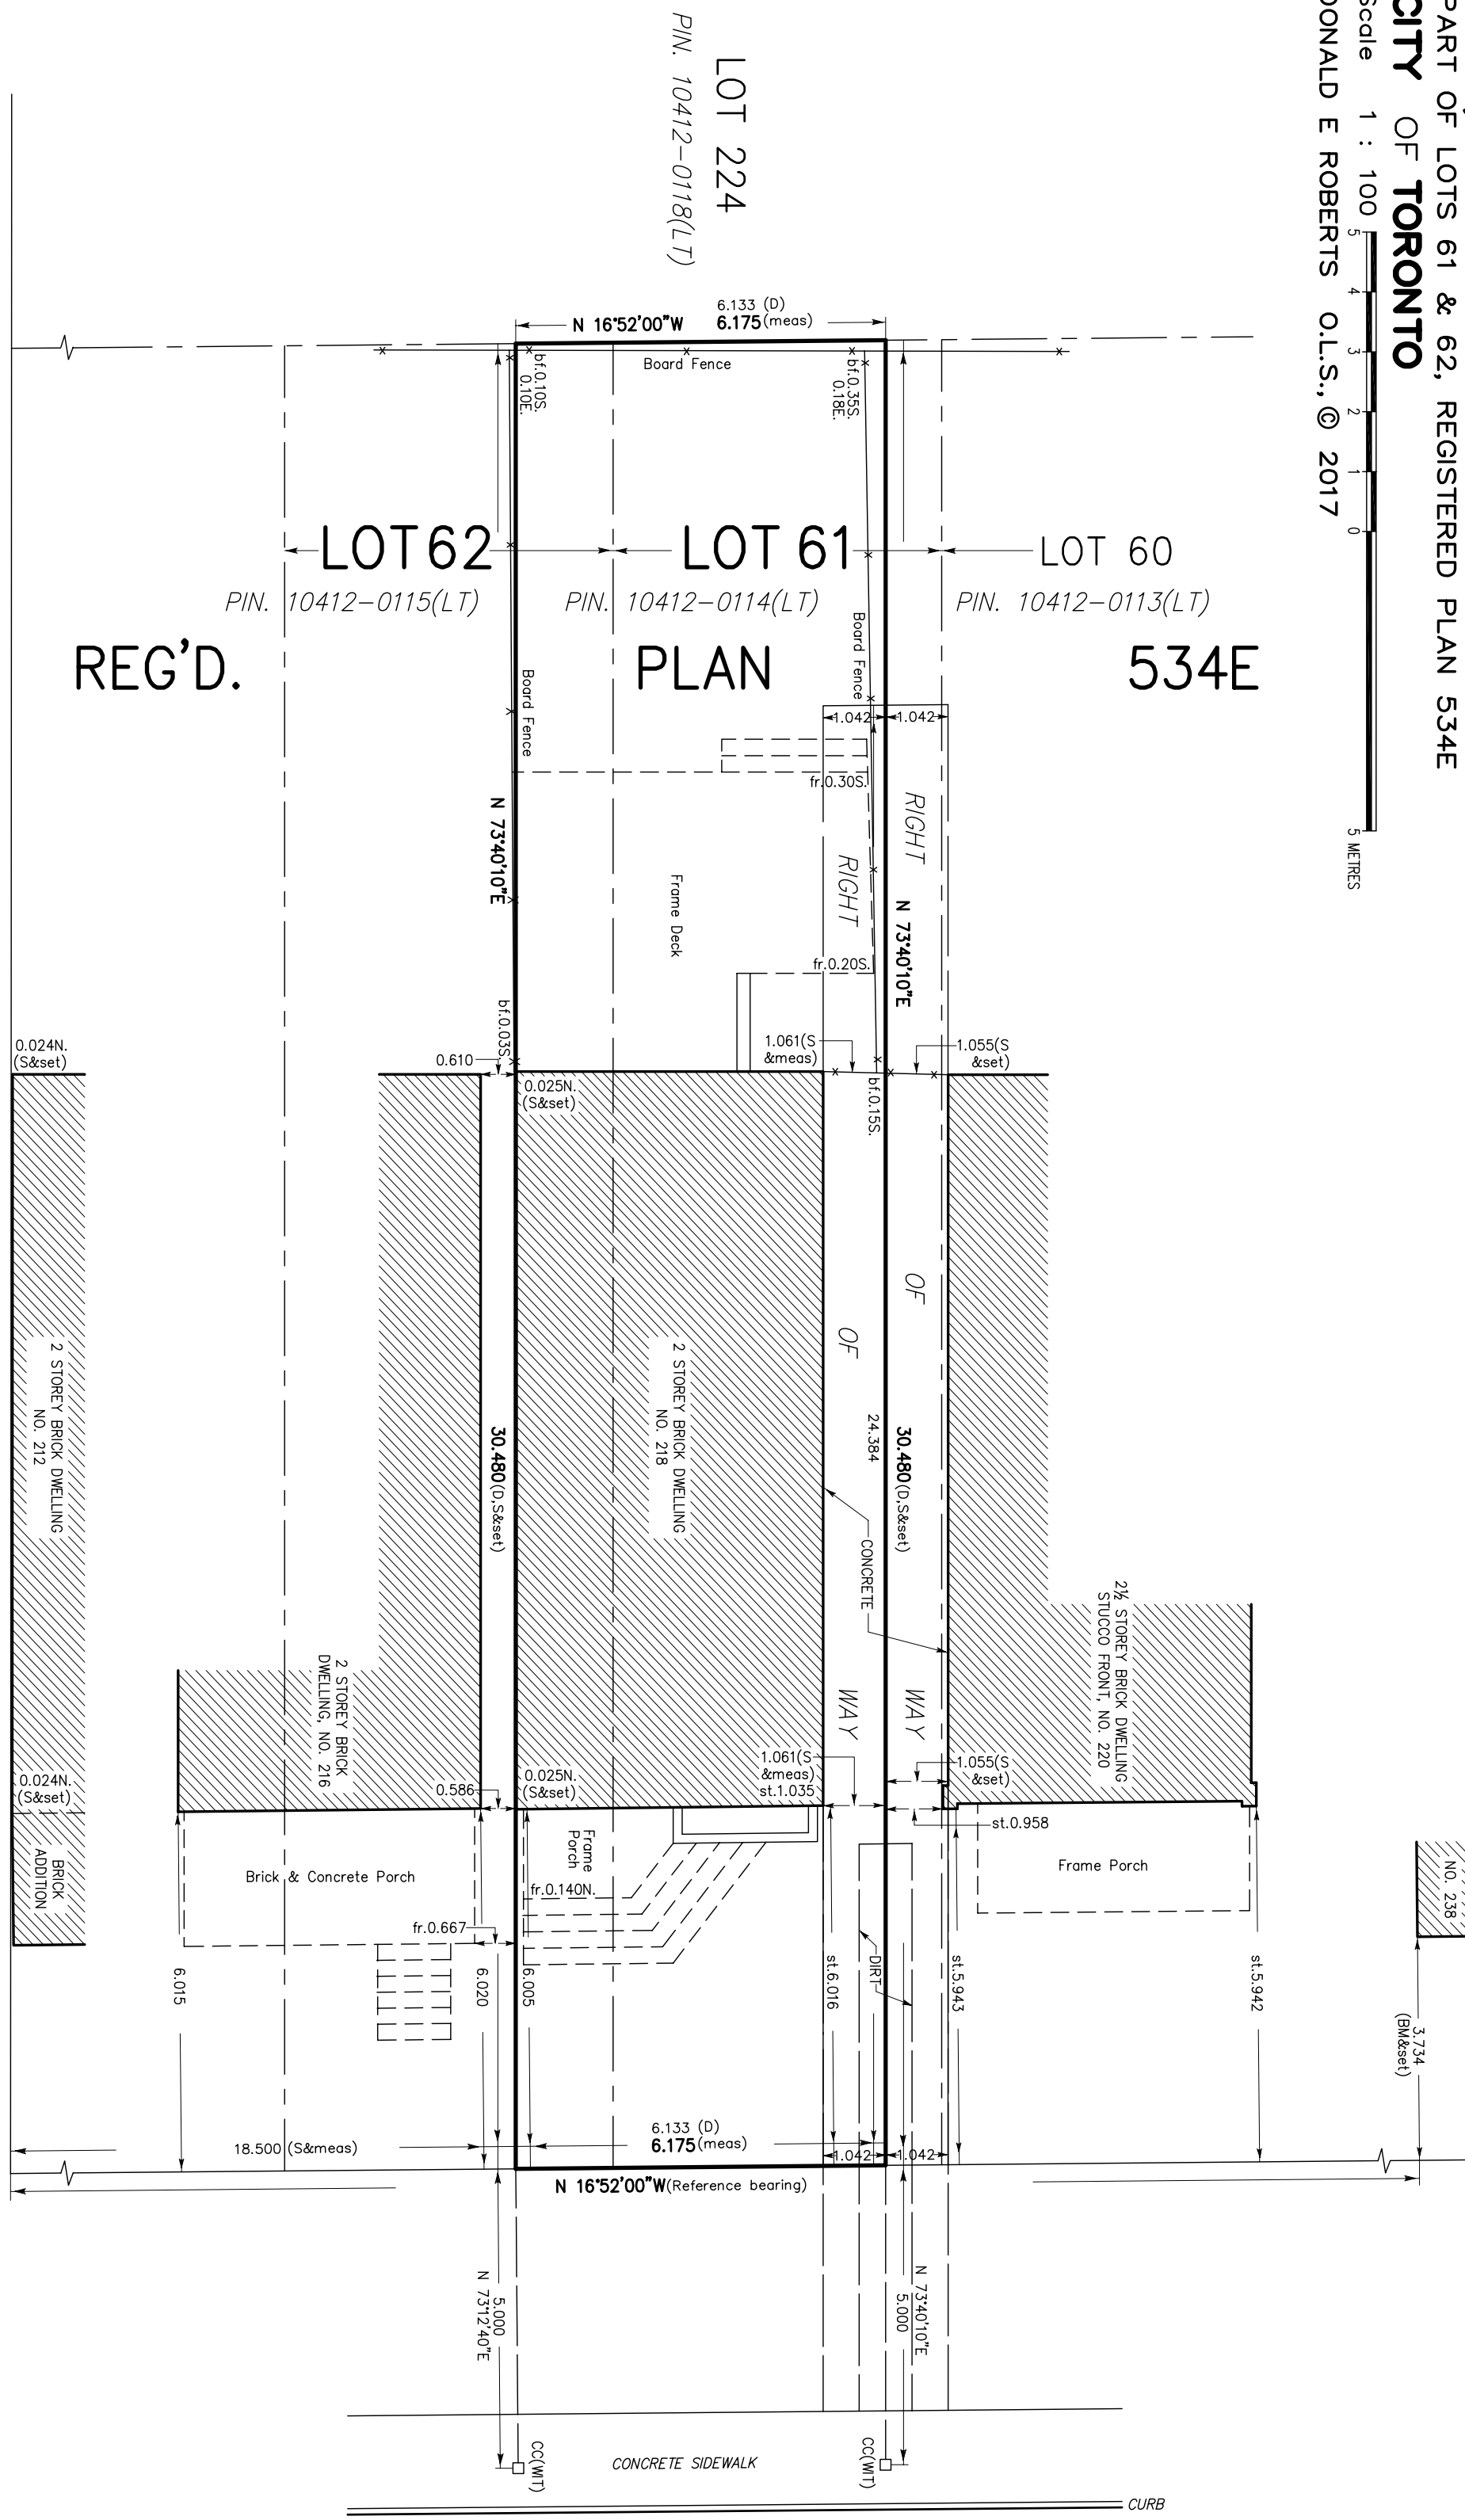 PART OF LOTS 61 & 62, REGISTERED PLAN 534E
CITY OF TORONTO
Scale 1 : 100
5 4 3 2 1 0 5 METRES
DONALD E ROBERTS O.L.S., © 2017
LOT 224
PIN. 10412-0118(LT)
6.133 (D)
N 16°52'00"W 6.175(meas)
Board Fence
bf.0.10S.
0.10E.
bf.0.35S.
0.18E.
LOT 62
LOT 61
LOT 60
PIN. 10412-0115(LT)
PIN. 10412-0114(LT)
PIN. 10412-0113(LT)
REG'D.
PLAN
534E
Board Fence
Board Fence
1.042
1.042
fr.0.30S.
RIGHT
RIGHT
N 73°40'10"E
N 73°40'10"E
Frame Deck
fr.0.20S.
bf.0.03S.
0.024N.
(S&set)
0.610
0.025N.
(S&set)
1.061(S
&meas)
1.055(S
&set)
bf.0.15S.
OF
OF
2 STOREY BRICK DWELLING
NO. 212
2 STOREY BRICK DWELLING
NO. 218
24.384
30.480(D,S&set)
30.480(D,S&set)
CONCRETE
2½ STOREY BRICK DWELLING
STUCCO FRONT, NO. 220
2 STOREY BRICK
DWELLING, NO. 216
WAY
WAY
0.024N.
(S&set)
0.586
0.025N.
(S&set)
1.061(S
&meas)
st.1.035
1.055(S
&set)
st.0.958
BRICK
ADDITION
Brick & Concrete Porch
Frame
Porch
fr.0.140N.
fr.0.667
Frame Porch
NO. 238
DIRT
6.015
6.020
6.005
st.6.016
st.5.943
st.5.942
3.734
(BM&set)
18.500 (S&meas)
6.133 (D)
6.175(meas)
1.042
1.042
N 16°52'00"W(Reference bearing)
5.000
N 73°12'40"E
N 73°40'10"E
5.000
CC(WIT)
CONCRETE SIDEWALK
CC(WIT)
CURB